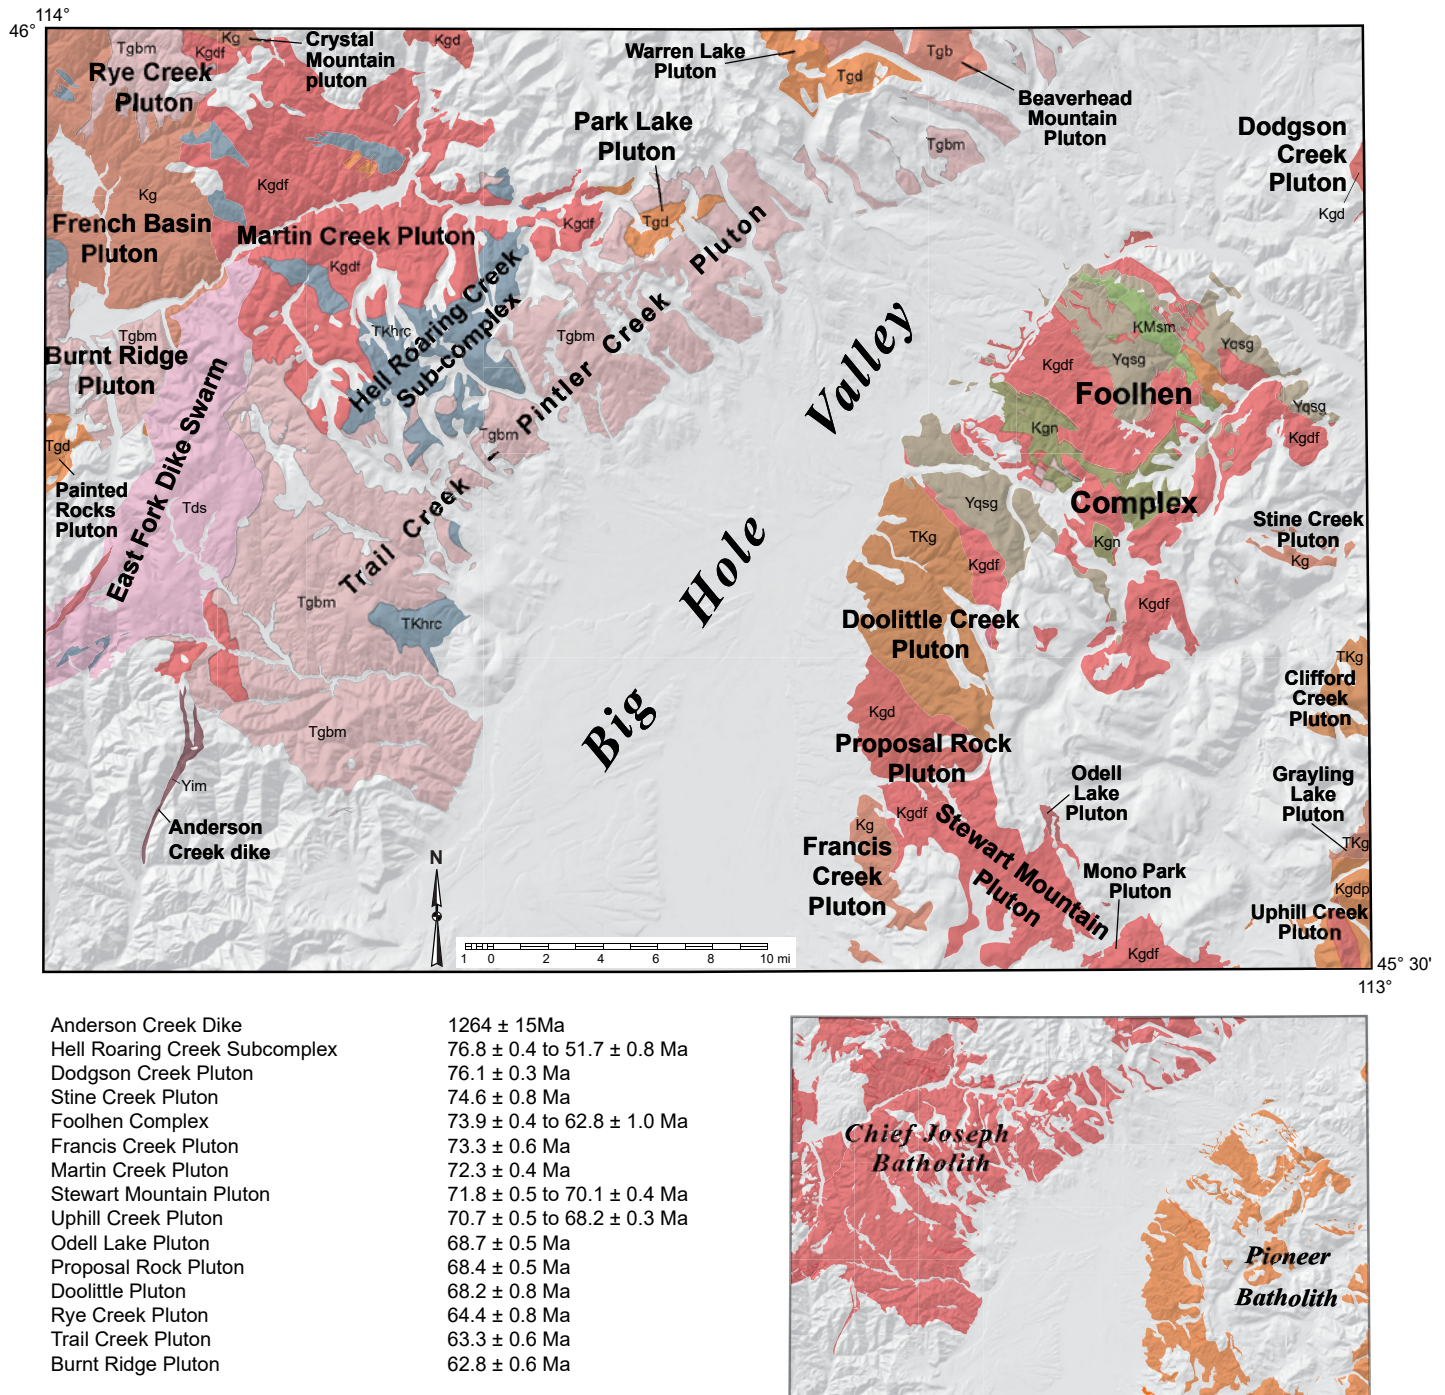 114°
46°
Tgbm
Kg
Kgdf
Crystal
Mountain
pluton
Kgd
Rye Creek
Pluton
Warren Lake
Pluton
Tgb
Tgd
Beaverhead
Mountain
Pluton
Park Lake
Pluton
Tgbm
Dodgson
Creek
Pluton
Kgd
Kg
Kgdf
French Basin
Pluton
Martin Creek Pluton
Kgdf
Kgdf
Tgd
Hell Roaring Creek
Sub-complex
TKhrc
Tgbm
Pintler Creek Pluton
Tgbm
Burnt Ridge
Pluton
Tgbm
Tgd
Painted
Rocks
Pluton
East Fork Dike Swarm
Tds
Trail Creek
Tgbm
TKhrc
Tgbm
Yim
Anderson
Creek dike
Big Hole Valley
KMsm
Yqsg
Yqsg
Kgdf
Foolhen
Complex
Kgn
Yqsg
Kgdf
Yqsg
Kgn
TKg
Kgdf
Kgdf
Stine Creek
Pluton
Kg
Doolittle Creek
Pluton
TKg
Clifford
Creek
Pluton
Kgd
Proposal Rock
Pluton
Odell
Lake
Pluton
Grayling
Lake
Pluton
Kgdf
Kg
Stewart Mountain
Pluton
Francis
Creek
Pluton
Mono Park
Pluton
TKg
Kgdp
Uphill Creek
Pluton
Kgdf
N
1 0 2 4 6 8 10 mi
45° 30'
113°
Anderson Creek Dike 1264 ± 15Ma
Hell Roaring Creek Subcomplex 76.8 ± 0.4 to 51.7 ± 0.8 Ma
Dodgson Creek Pluton 76.1 ± 0.3 Ma
Stine Creek Pluton 74.6 ± 0.8 Ma
Foolhen Complex 73.9 ± 0.4 to 62.8 ± 1.0 Ma
Francis Creek Pluton 73.3 ± 0.6 Ma
Martin Creek Pluton 72.3 ± 0.4 Ma
Stewart Mountain Pluton 71.8 ± 0.5 to 70.1 ± 0.4 Ma
Uphill Creek Pluton 70.7 ± 0.5 to 68.2 ± 0.3 Ma
Odell Lake Pluton 68.7 ± 0.5 Ma
Proposal Rock Pluton 68.4 ± 0.5 Ma
Doolittle Pluton 68.2 ± 0.8 Ma
Rye Creek Pluton 64.4 ± 0.8 Ma
Trail Creek Pluton 63.3 ± 0.6 Ma
Burnt Ridge Pluton 62.8 ± 0.6 Ma
Chief Joseph
Batholith
Pioneer
Batholith